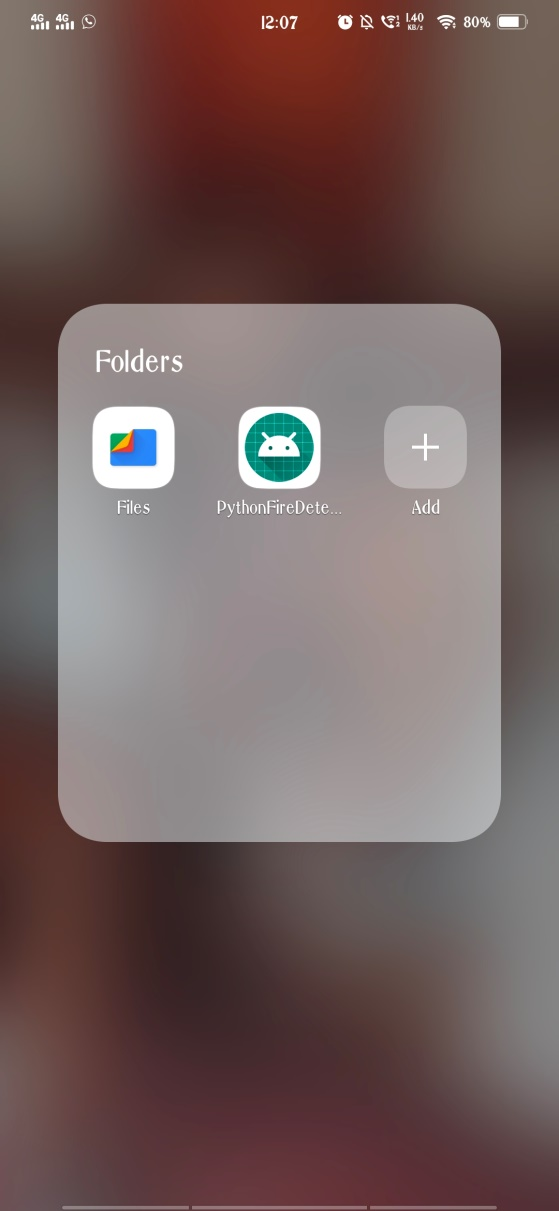 4G 4G 12:07 1.40 KB/s 80%
Folders
Files PythonFireDete... Add